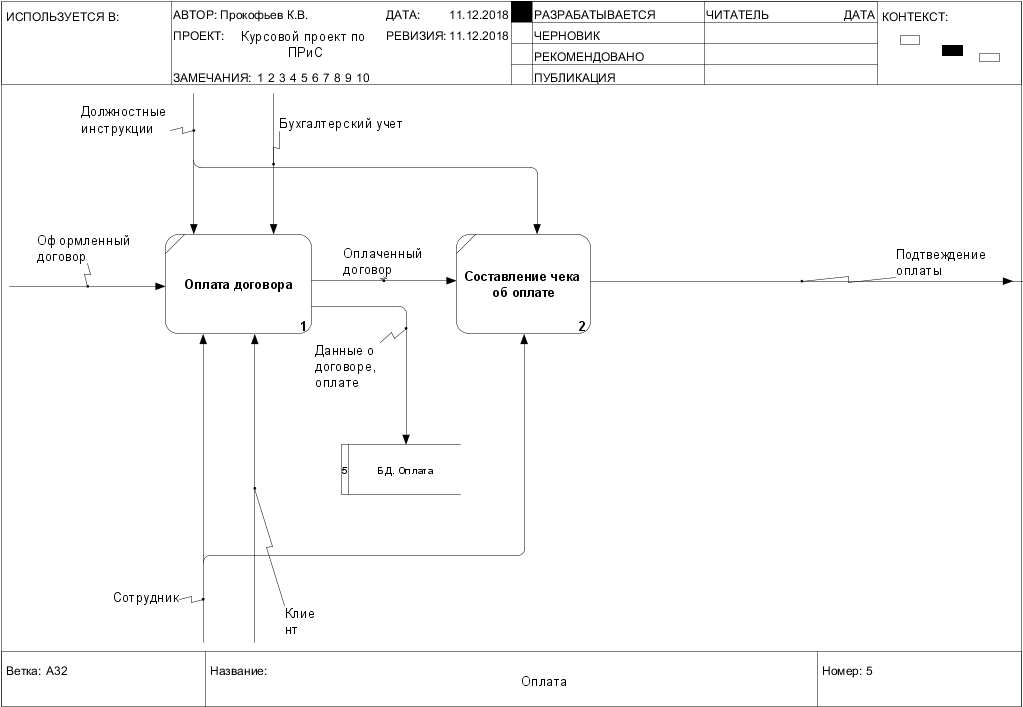 ИСПОЛЬЗУЕТСЯ В:
АВТОР: Прокофьев К.В.
ДАТА: 11.12.2018
ПРОЕКТ: Курсовой проект по
ПРиС
РЕВИЗИЯ: 11.12.2018
ЗАМЕЧАНИЯ: 1 2 3 4 5 6 7 8 9 10
РАЗРАБАТЫВАЕТСЯ
ЧЕРНОВИК
РЕКОМЕНДОВАНО
ПУБЛИКАЦИЯ
ЧИТАТЕЛЬ
ДАТА
КОНТЕКСТ:
Должностные
инструкции
Бухгалтерский учет
Оф ормленный
договор
Оплата договора
1
Оплаченный
договор
Составление чека
об оплате
2
Подтвеждение
оплаты
Данные о
договоре,
оплате
5
БД. Оплата
Сотрудник
Клие
нт
Ветка: A32
Название:
Оплата
Номер: 5